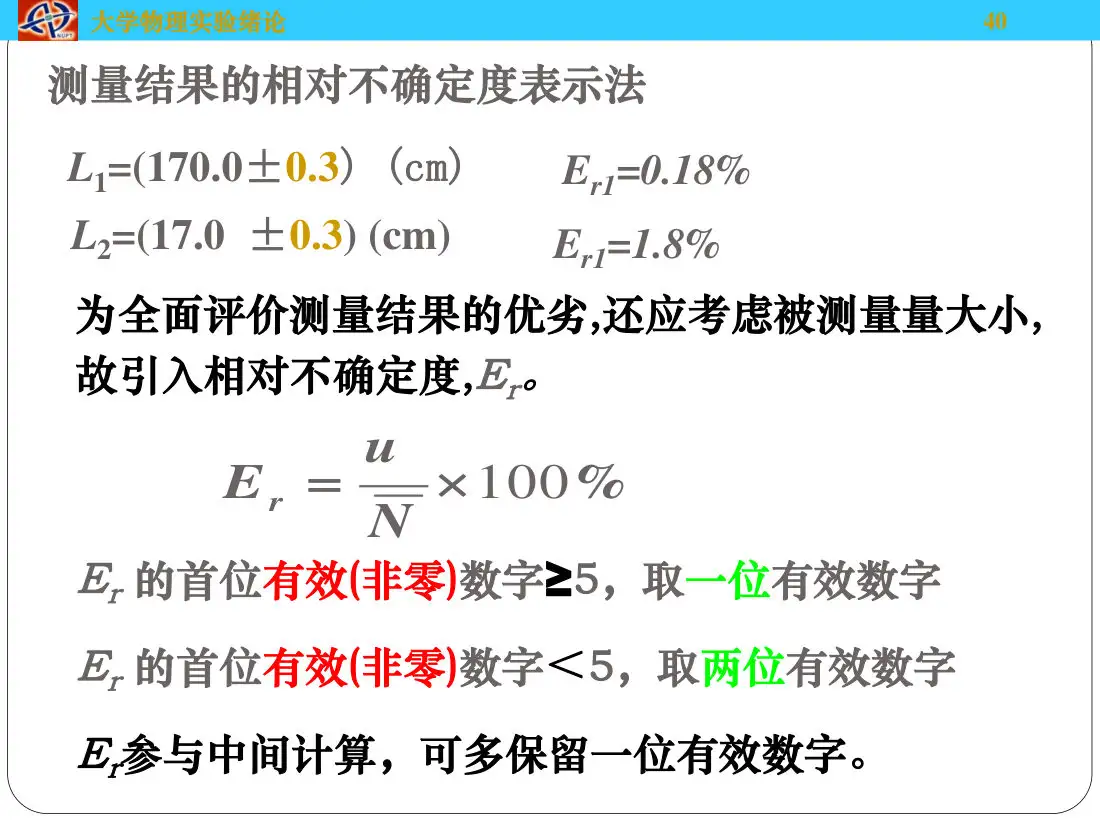 NUPT
大学物理实验绪论
40
测量结果的相对不确定度表示法
L1=(170.0±0.3) (cm) Er1=0.18%
L2=(17.0 ±0.3) (cm) Er1=1.8%
为全面评价测量结果的优劣,还应考虑被测量量大小,
故引入相对不确定度,Er。
Er = u / N̅ ×100%
Er 的首位有效(非零)数字≥5，取一位有效数字
Er 的首位有效(非零)数字＜5，取两位有效数字
Er参与中间计算，可多保留一位有效数字。